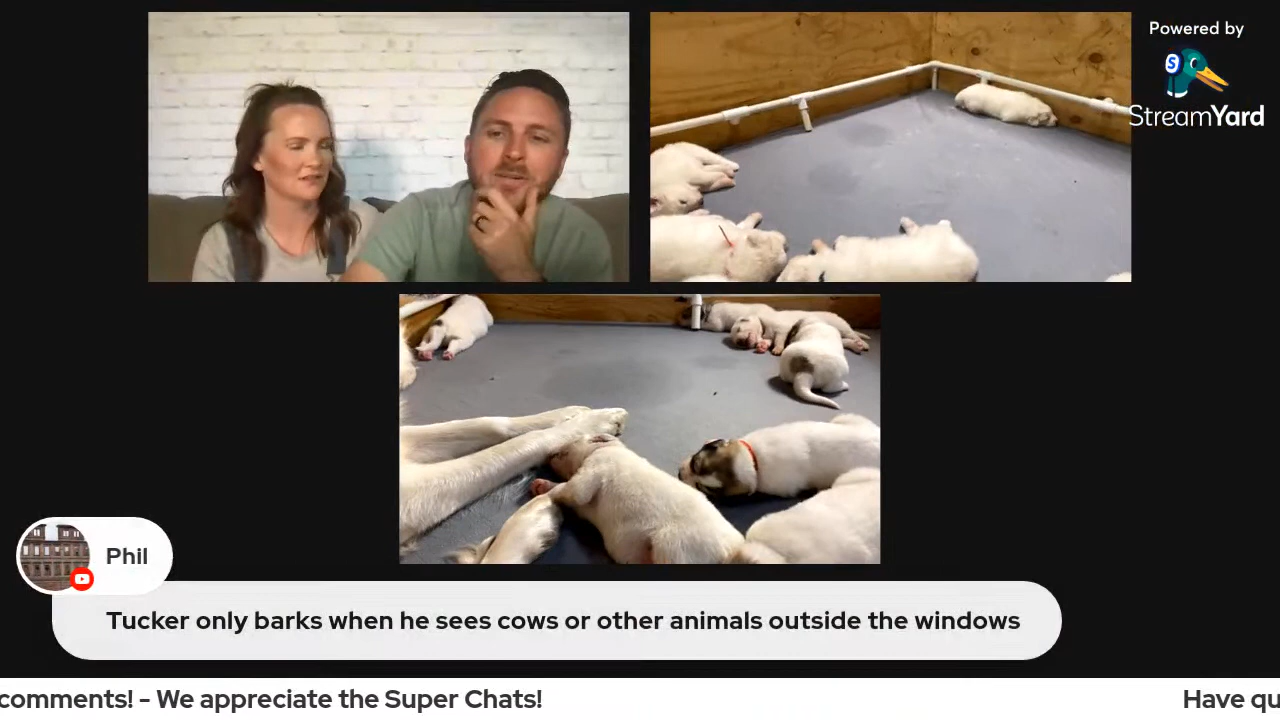 Powered by
StreamYard
Phil
Tucker only barks when he sees cows or other animals outside the windows
comments! - We appreciate the Super Chats!
Have qu